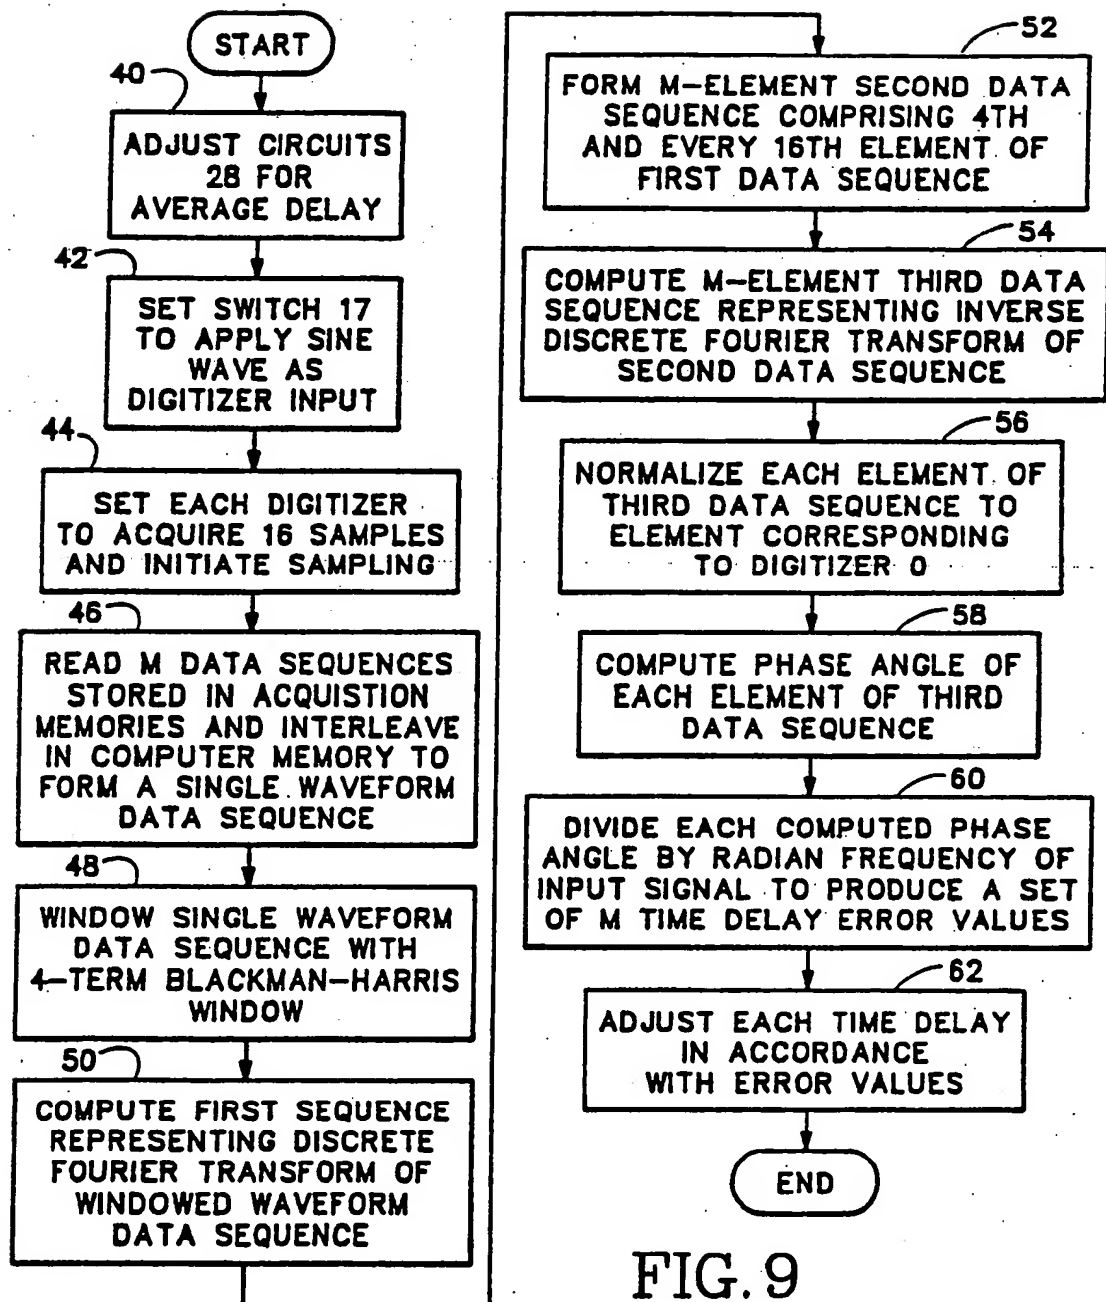 START
40
ADJUST CIRCUITS
28 FOR
AVERAGE DELAY
42
SET SWITCH 17
TO APPLY SINE
WAVE AS
DIGITIZER INPUT
44
SET EACH DIGITIZER
TO ACQUIRE 16 SAMPLES
AND INITIATE SAMPLING
46
READ M DATA SEQUENCES
STORED IN ACQUISTION
MEMORIES AND INTERLEAVE
IN COMPUTER MEMORY TO
FORM A SINGLE WAVEFORM
DATA SEQUENCE
48
WINDOW SINGLE WAVEFORM
DATA SEQUENCE WITH
4-TERM BLACKMAN-HARRIS
WINDOW
50
COMPUTE FIRST SEQUENCE
REPRESENTING DISCRETE
FOURIER TRANSFORM OF
WINDOWED WAVEFORM
DATA SEQUENCE
52
FORM M-ELEMENT SECOND DATA
SEQUENCE COMPRISING 4TH
AND EVERY 16TH ELEMENT OF
FIRST DATA SEQUENCE
54
COMPUTE M-ELEMENT THIRD DATA
SEQUENCE REPRESENTING INVERSE
DISCRETE FOURIER TRANSFORM OF
SECOND DATA SEQUENCE
56
NORMALIZE EACH ELEMENT OF
THIRD DATA SEQUENCE TO
ELEMENT CORRESPONDING
TO DIGITIZER 0
58
COMPUTE PHASE ANGLE OF
EACH ELEMENT OF THIRD
DATA SEQUENCE
60
DIVIDE EACH COMPUTED PHASE
ANGLE BY RADIAN FREQUENCY OF
INPUT SIGNAL TO PRODUCE A SET
OF M TIME DELAY ERROR VALUES
62
ADJUST EACH TIME DELAY
IN ACCORDANCE
WITH ERROR VALUES
END
FIG. 9